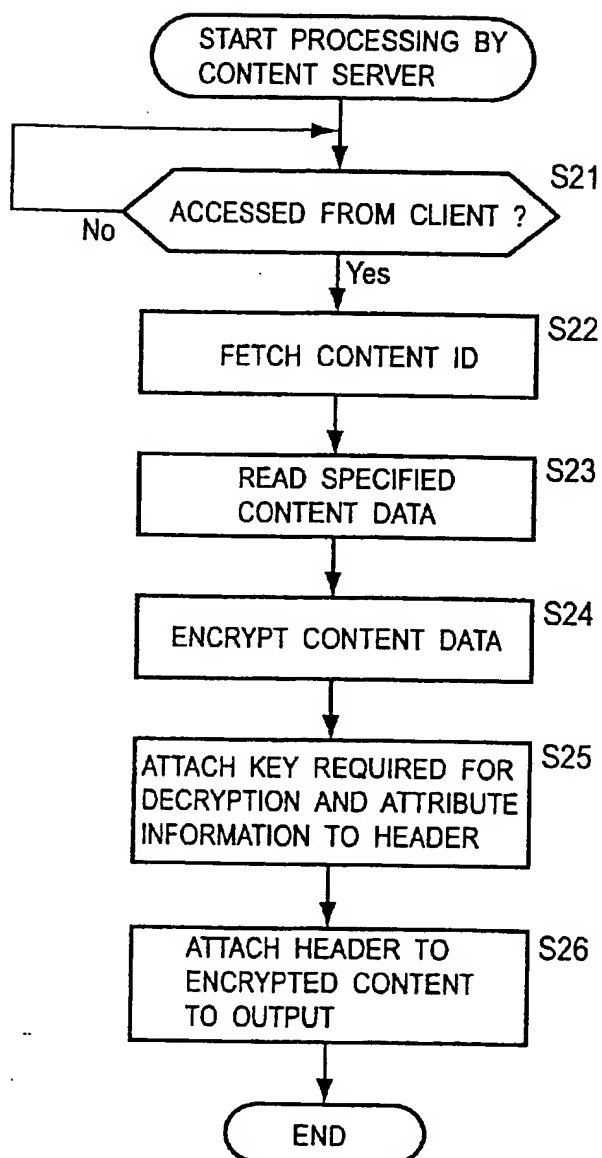 START PROCESSING BY
CONTENT SERVER
S21
ACCESSED FROM CLIENT ?
No
Yes
S22
FETCH CONTENT ID
S23
READ SPECIFIED
CONTENT DATA
S24
ENCRYPT CONTENT DATA
S25
ATTACH KEY REQUIRED FOR
DECRYPTION AND ATTRIBUTE
INFORMATION TO HEADER
S26
ATTACH HEADER TO
ENCRYPTED CONTENT
TO OUTPUT
END